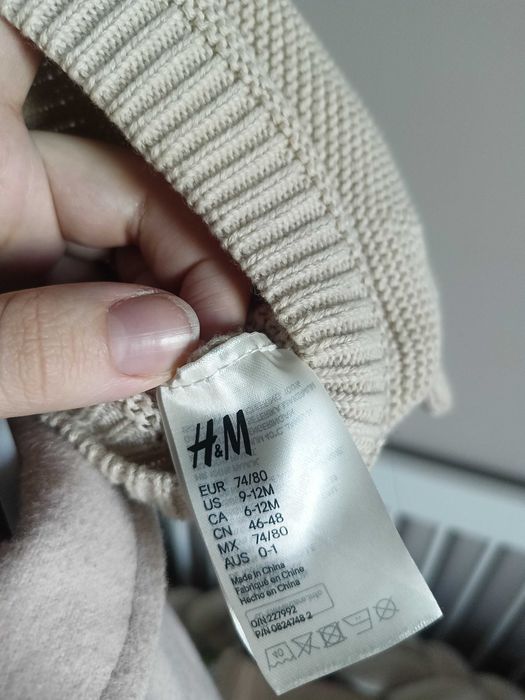 H&M
EUR 74/80
US 9-12M
CA 6-12M
CN 46-48
MX 74/80
AUS 0-1
Made in China
Fabriqué en Chine
Hecho en China
O/N 227992
P/N 0824748 2
40